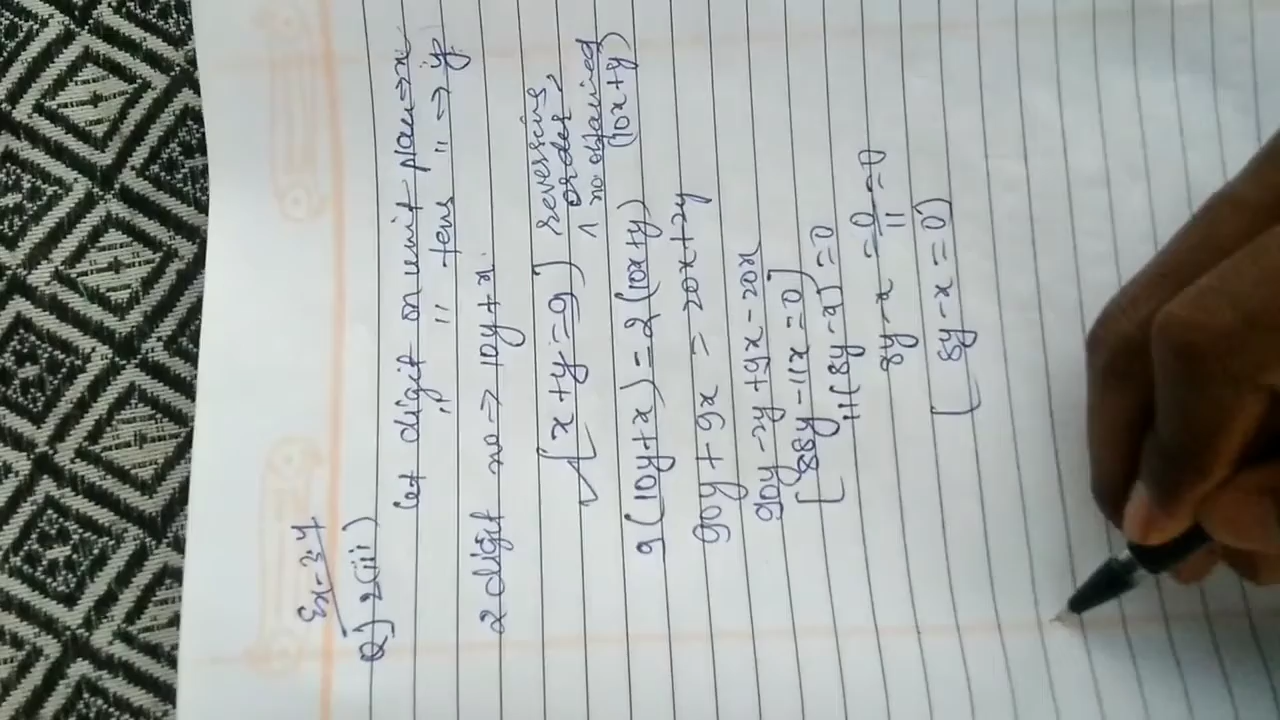 Ex-3.4
Q) 2(iii)
Let digit on unit place → x
" " tens " → y
2 digit no → 10y + x.
[x + y = 9] reversing order,
no obtained
(10x+y)
9(10y+x) = 2(10x+y)
90y + 9x = 20x + 2y
90y - 2y + 9x - 20x
[88y - 11x = 0]
11(8y - x) = 0
8y - x = 0/11 = 0
[8y - x = 0]